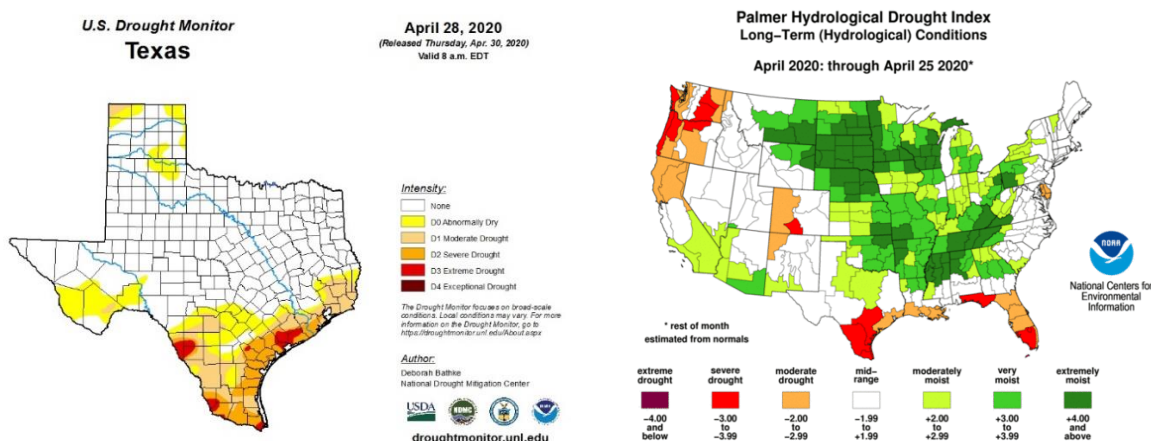 U.S. Drought Monitor
Texas
April 28, 2020
(Released Thursday, Apr. 30, 2020)
Valid 8 a.m. EDT
Intensity:
None
D0 Abnormally Dry
D1 Moderate Drought
D2 Severe Drought
D3 Extreme Drought
D4 Exceptional Drought
The Drought Monitor focuses on broad-scale
conditions. Local conditions may vary. For more
information on the Drought Monitor, go to
https://droughtmonitor.unl.edu/About.aspx
Author:
Deborah Bathke
National Drought Mitigation Center
USDA
NDMC
droughtmonitor.unl.edu
Palmer Hydrological Drought Index
Long−Term (Hydrological) Conditions
April 2020: through April 25 2020*
NOAA
National Centers for
Environmental
Information
* rest of month
estimated from normals
extreme drought
severe drought
moderate drought
mid− range
moderately moist
very moist
extremely moist
−4.00 and below
−3.00 to −3.99
−2.00 to −2.99
−1.99 to +1.99
+2.00 to +2.99
+3.00 to +3.99
+4.00 and above